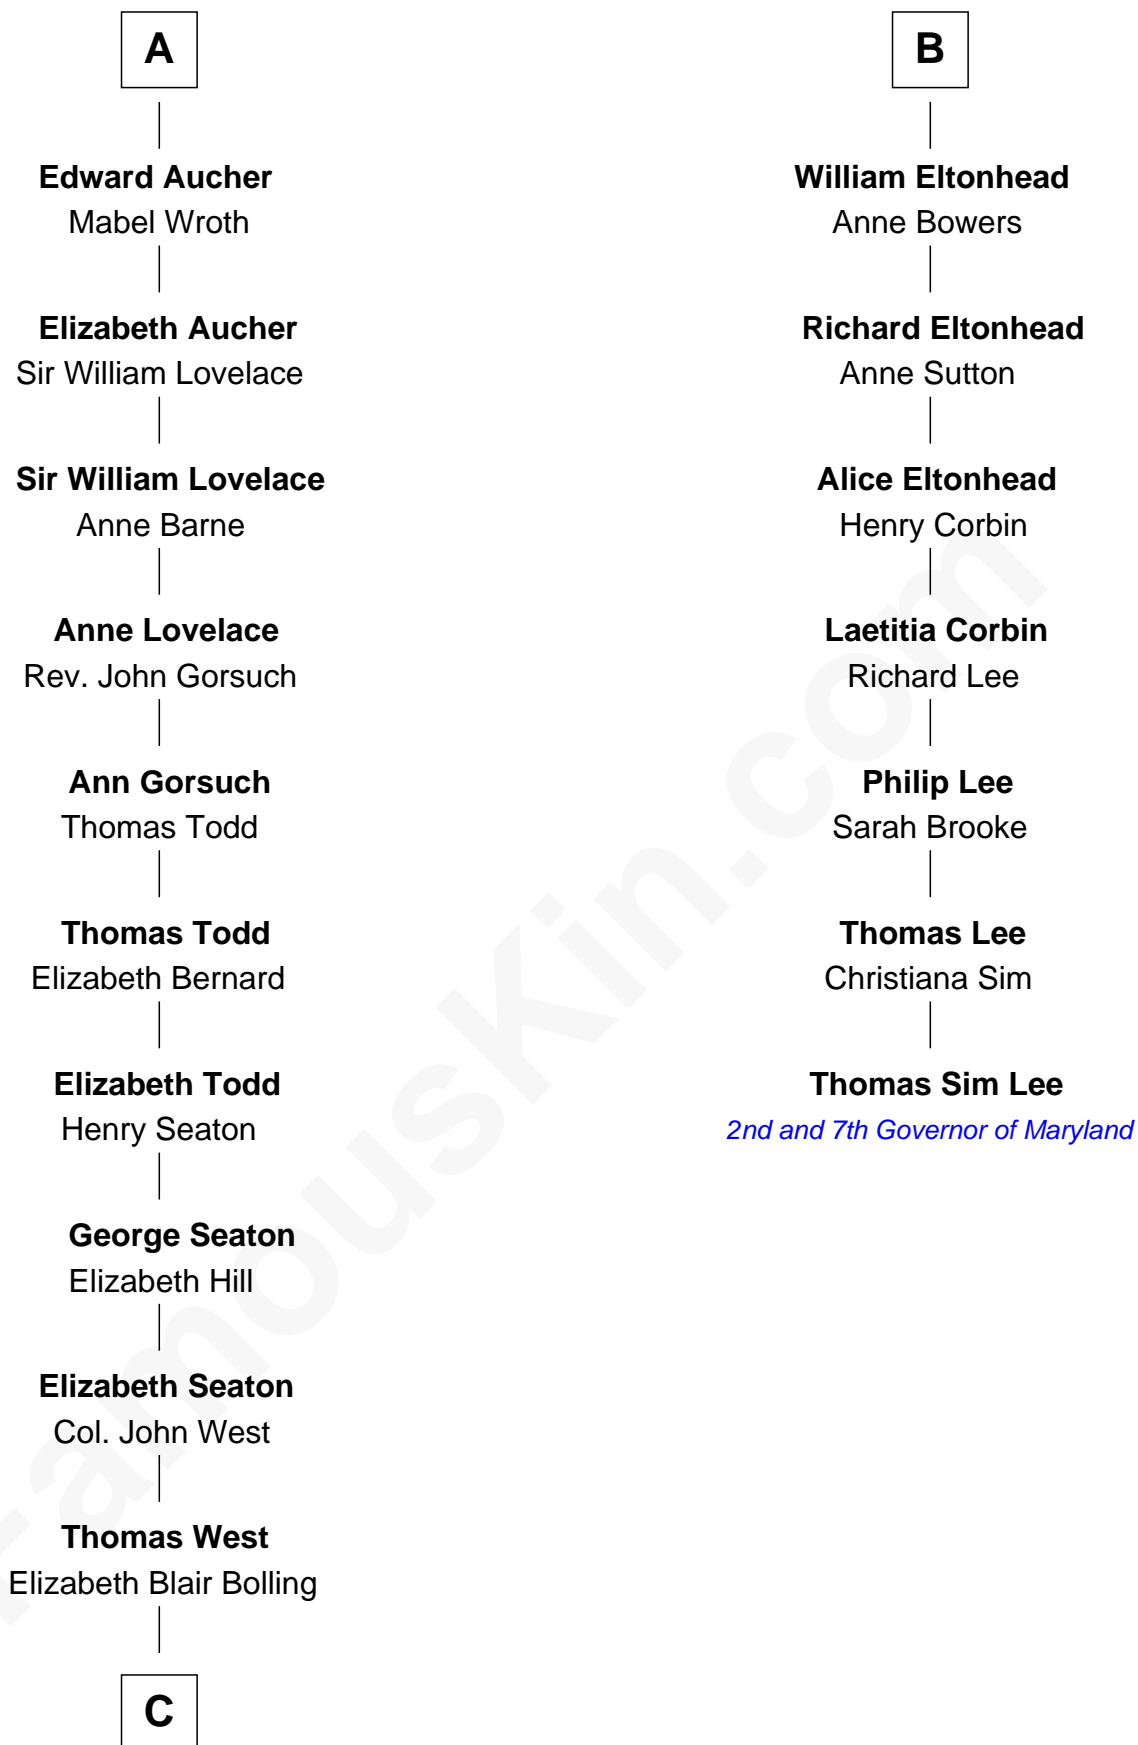 A
Edward Aucher
Mabel Wroth
Elizabeth Aucher
Sir William Lovelace
Sir William Lovelace
Anne Barne
Anne Lovelace
Rev. John Gorsuch
Ann Gorsuch
Thomas Todd
Thomas Todd
Elizabeth Bernard
Elizabeth Todd
Henry Seaton
George Seaton
Elizabeth Hill
Elizabeth Seaton
Col. John West
Thomas West
Elizabeth Blair Bolling
C
B
William Eltonhead
Anne Bowers
Richard Eltonhead
Anne Sutton
Alice Eltonhead
Henry Corbin
Laetitia Corbin
Richard Lee
Philip Lee
Sarah Brooke
Thomas Lee
Christiana Sim
Thomas Sim Lee
2nd and 7th Governor of Maryland
FamousKin.com